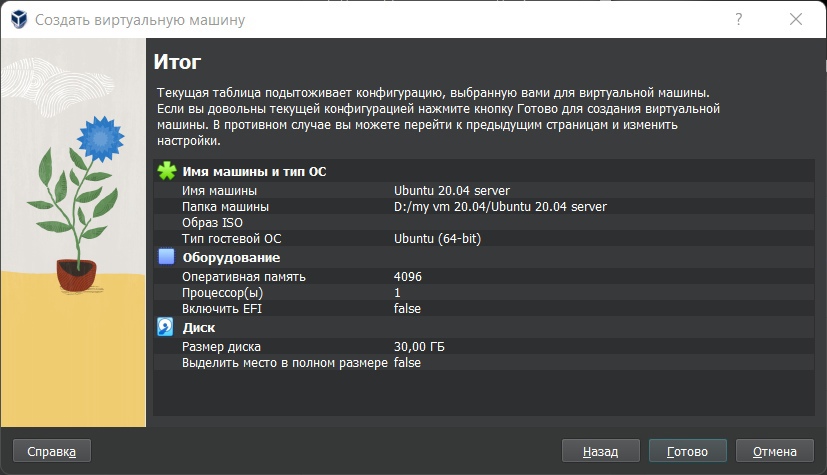 Создать виртуальную машину
?
Итог
Текущая таблица подытоживает конфигурацию, выбранную вами для виртуальной машины.
Если вы довольны текущей конфигурацией нажмите кнопку Готово для создания виртуальной
машины. В противном случае вы можете перейти к предыдущим страницам и изменить
настройки.
Имя машины и тип ОС
Имя машины Ubuntu 20.04 server
Папка машины D:/my vm 20.04/Ubuntu 20.04 server
Образ ISO
Тип гостевой ОС Ubuntu (64-bit)
Оборудование
Оперативная память 4096
Процессор(ы) 1
Включить EFI false
Диск
Размер диска 30,00 ГБ
Выделить место в полном размере false
Справка Назад Готово Отмена